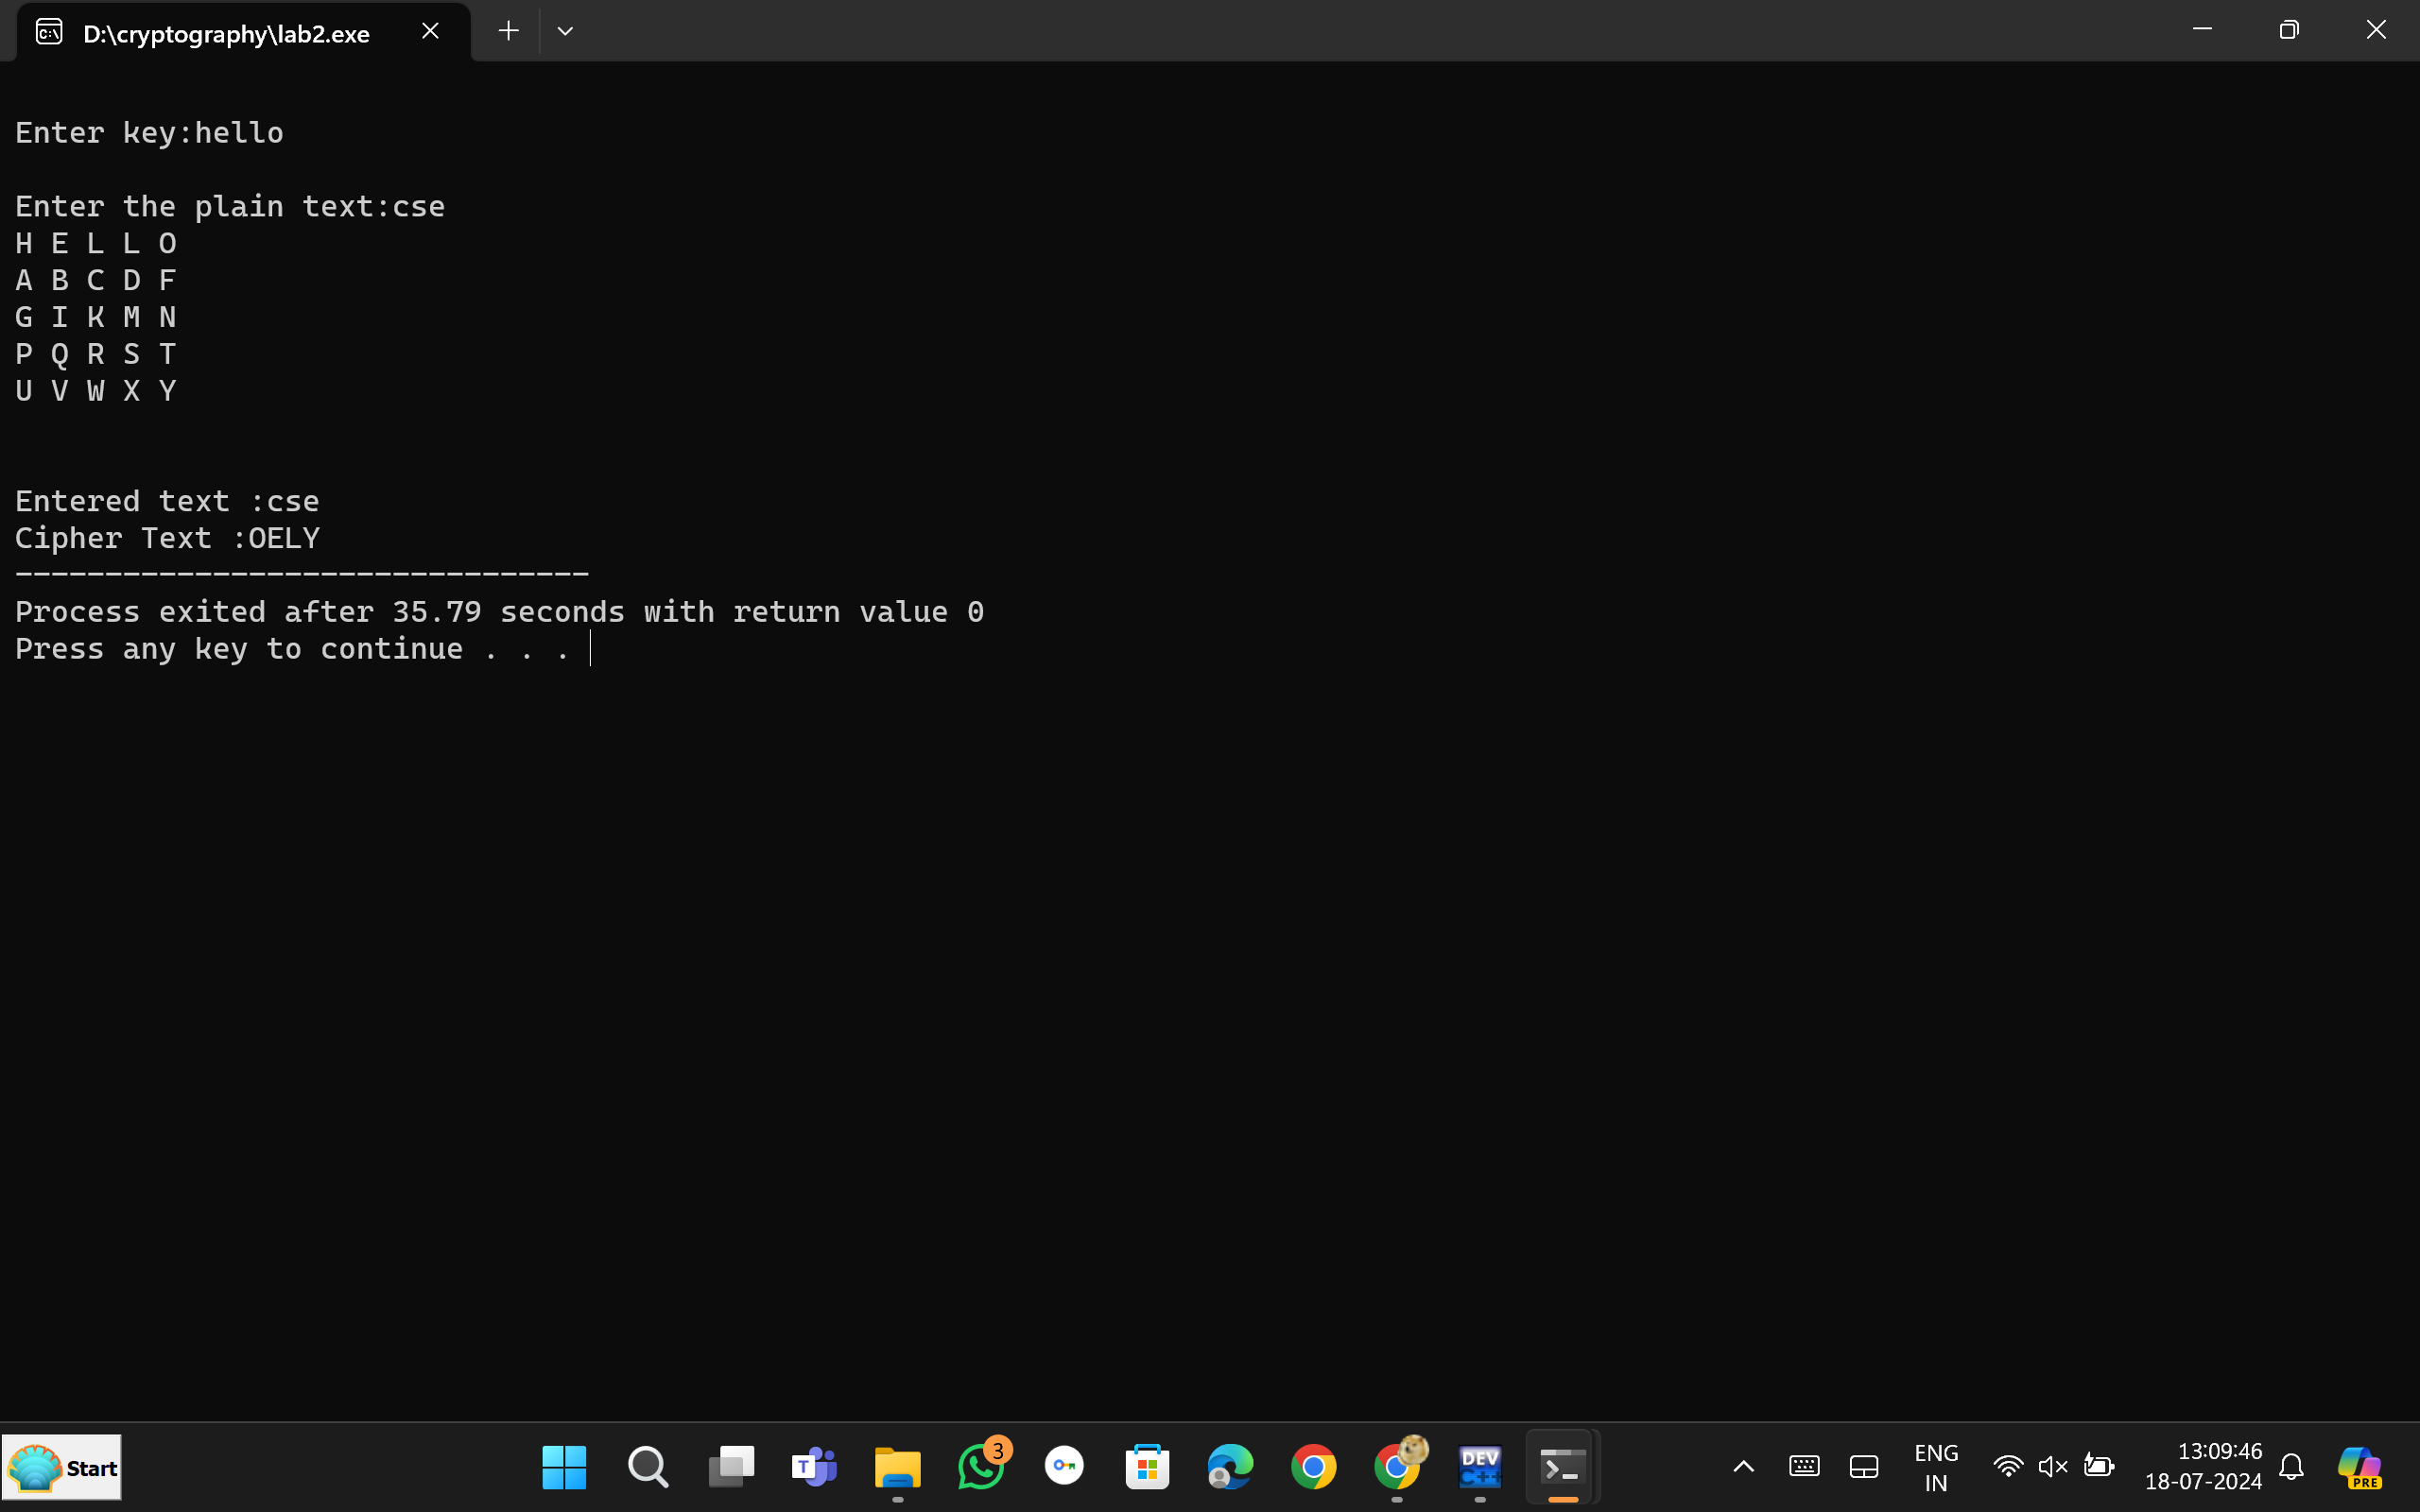 D:\cryptography\lab2.exe
Enter key:hello
Enter the plain text:cse
H E L L O
A B C D F
G I K M N
P Q R S T
U V W X Y
Entered text :cse
Cipher Text :OELY
--------------------------------
Process exited after 35.79 seconds with return value 0
Press any key to continue . . .
Start
T
3
DEV
C++
ENG
IN
13:09:46
18-07-2024
PRE